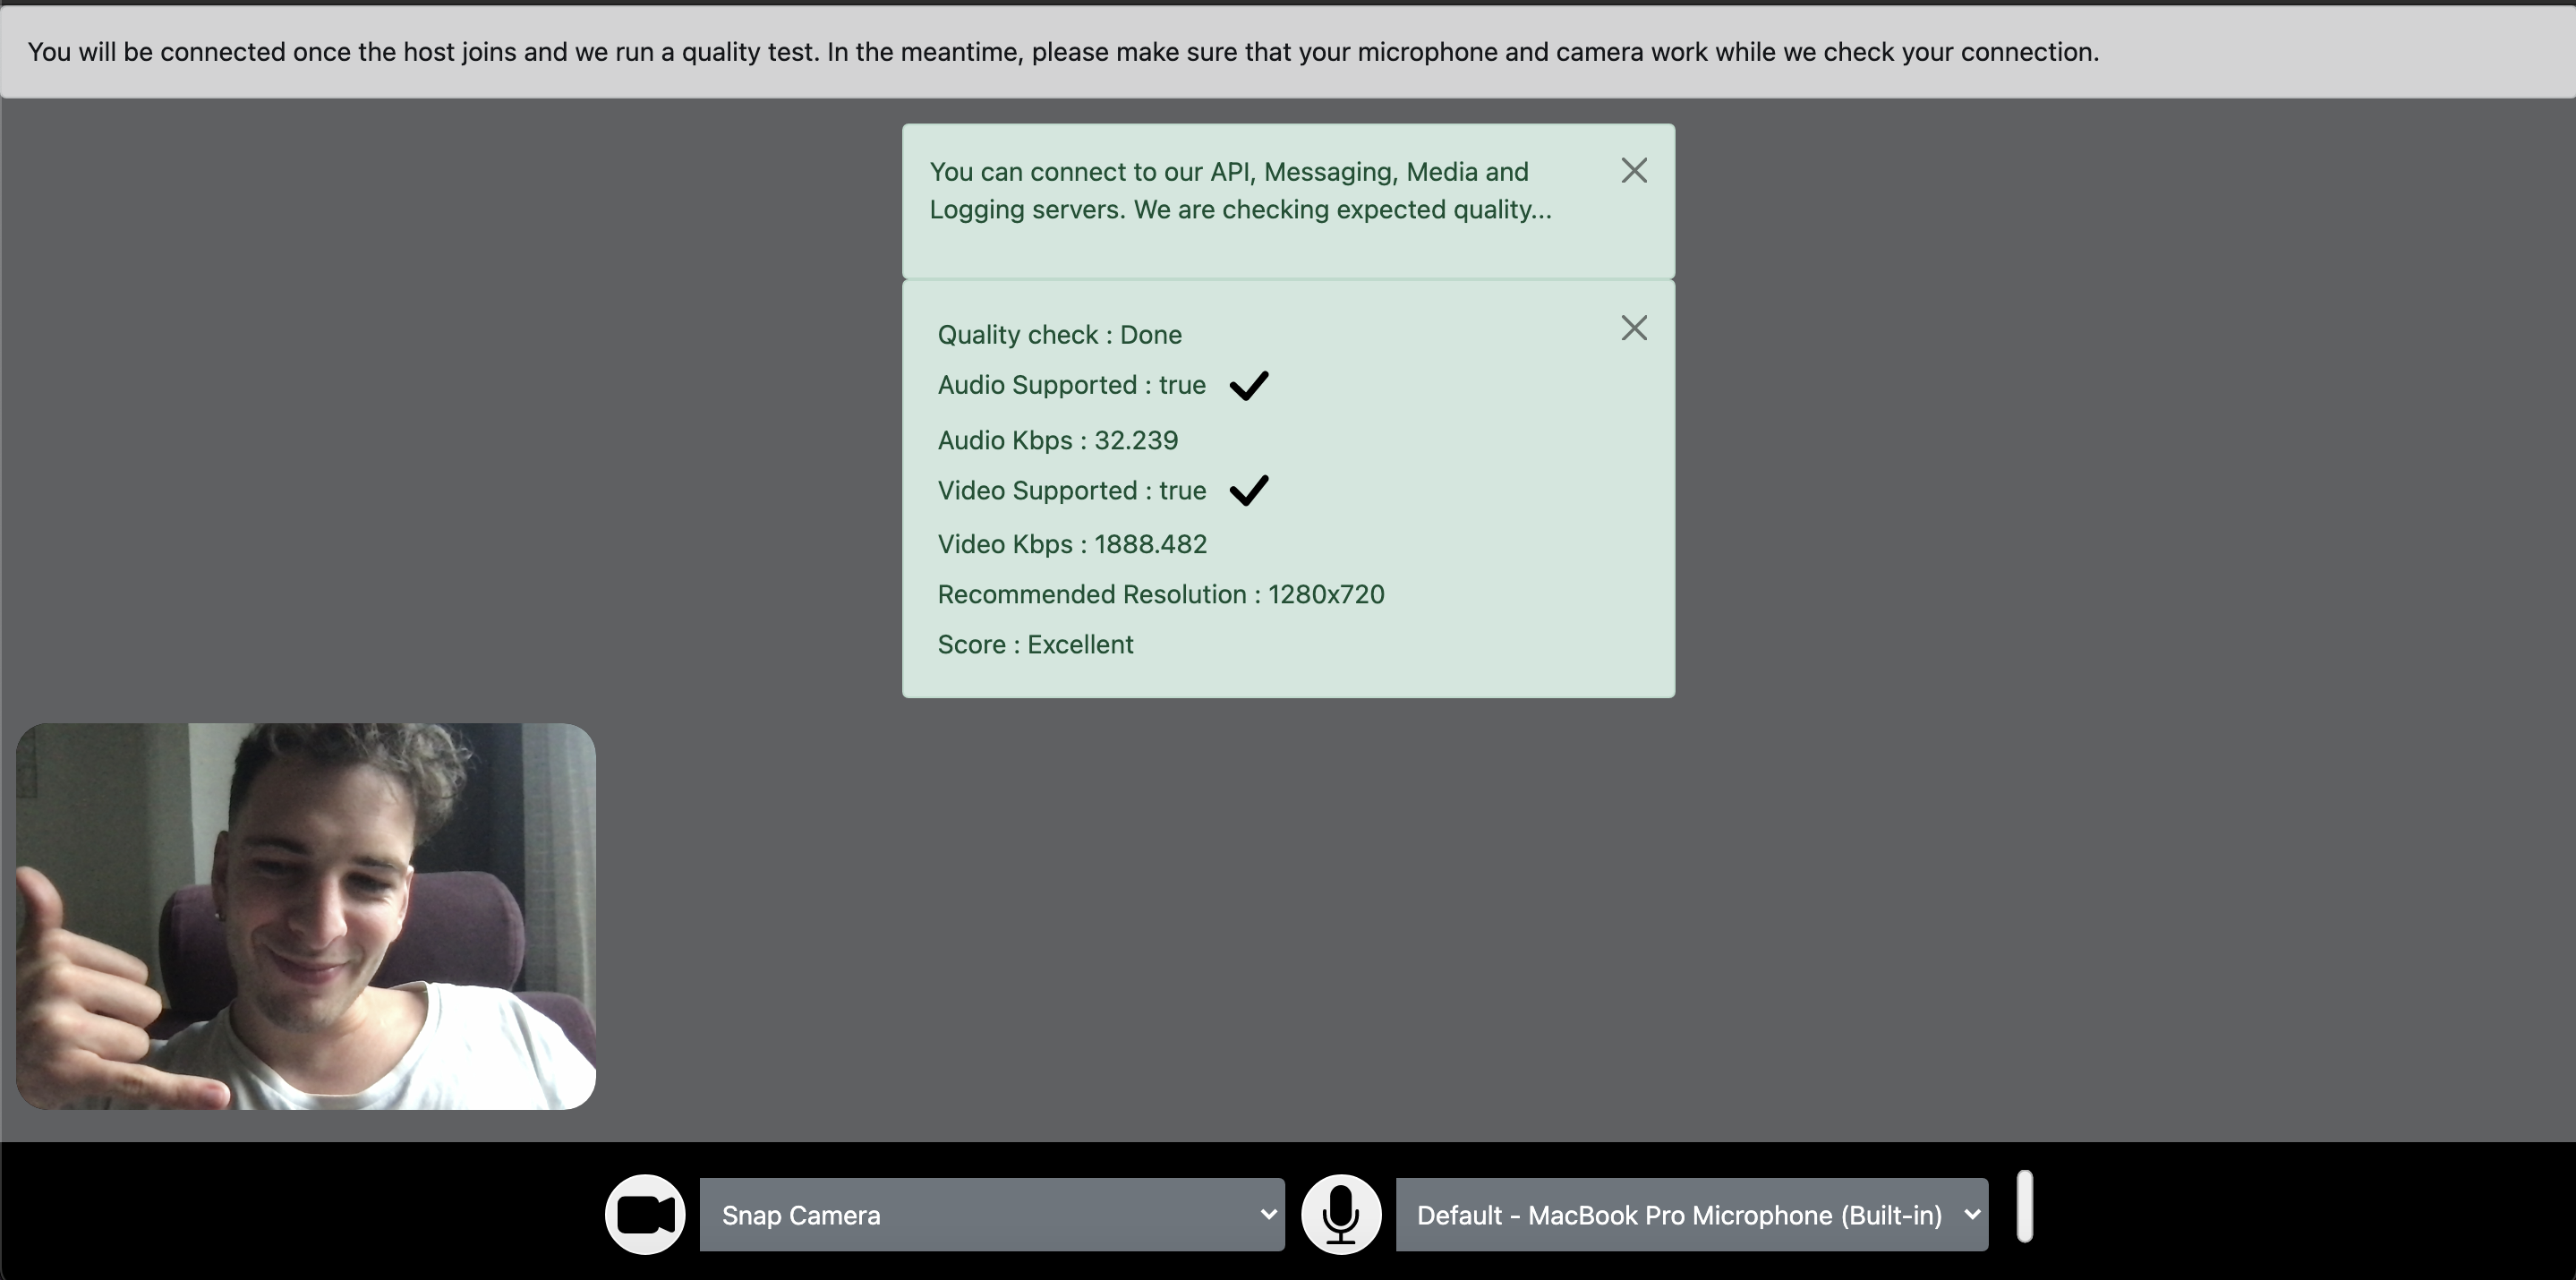 You will be connected once the host joins and we run a quality test. In the meantime, please make sure that your microphone and camera work while we check your connection.
You can connect to our API, Messaging, Media and
Logging servers. We are checking expected quality...
Quality check : Done
Audio Supported : true
Audio Kbps : 32.239
Video Supported : true
Video Kbps : 1888.482
Recommended Resolution : 1280x720
Score : Excellent
Snap Camera
Default - MacBook Pro Microphone (Built-in)